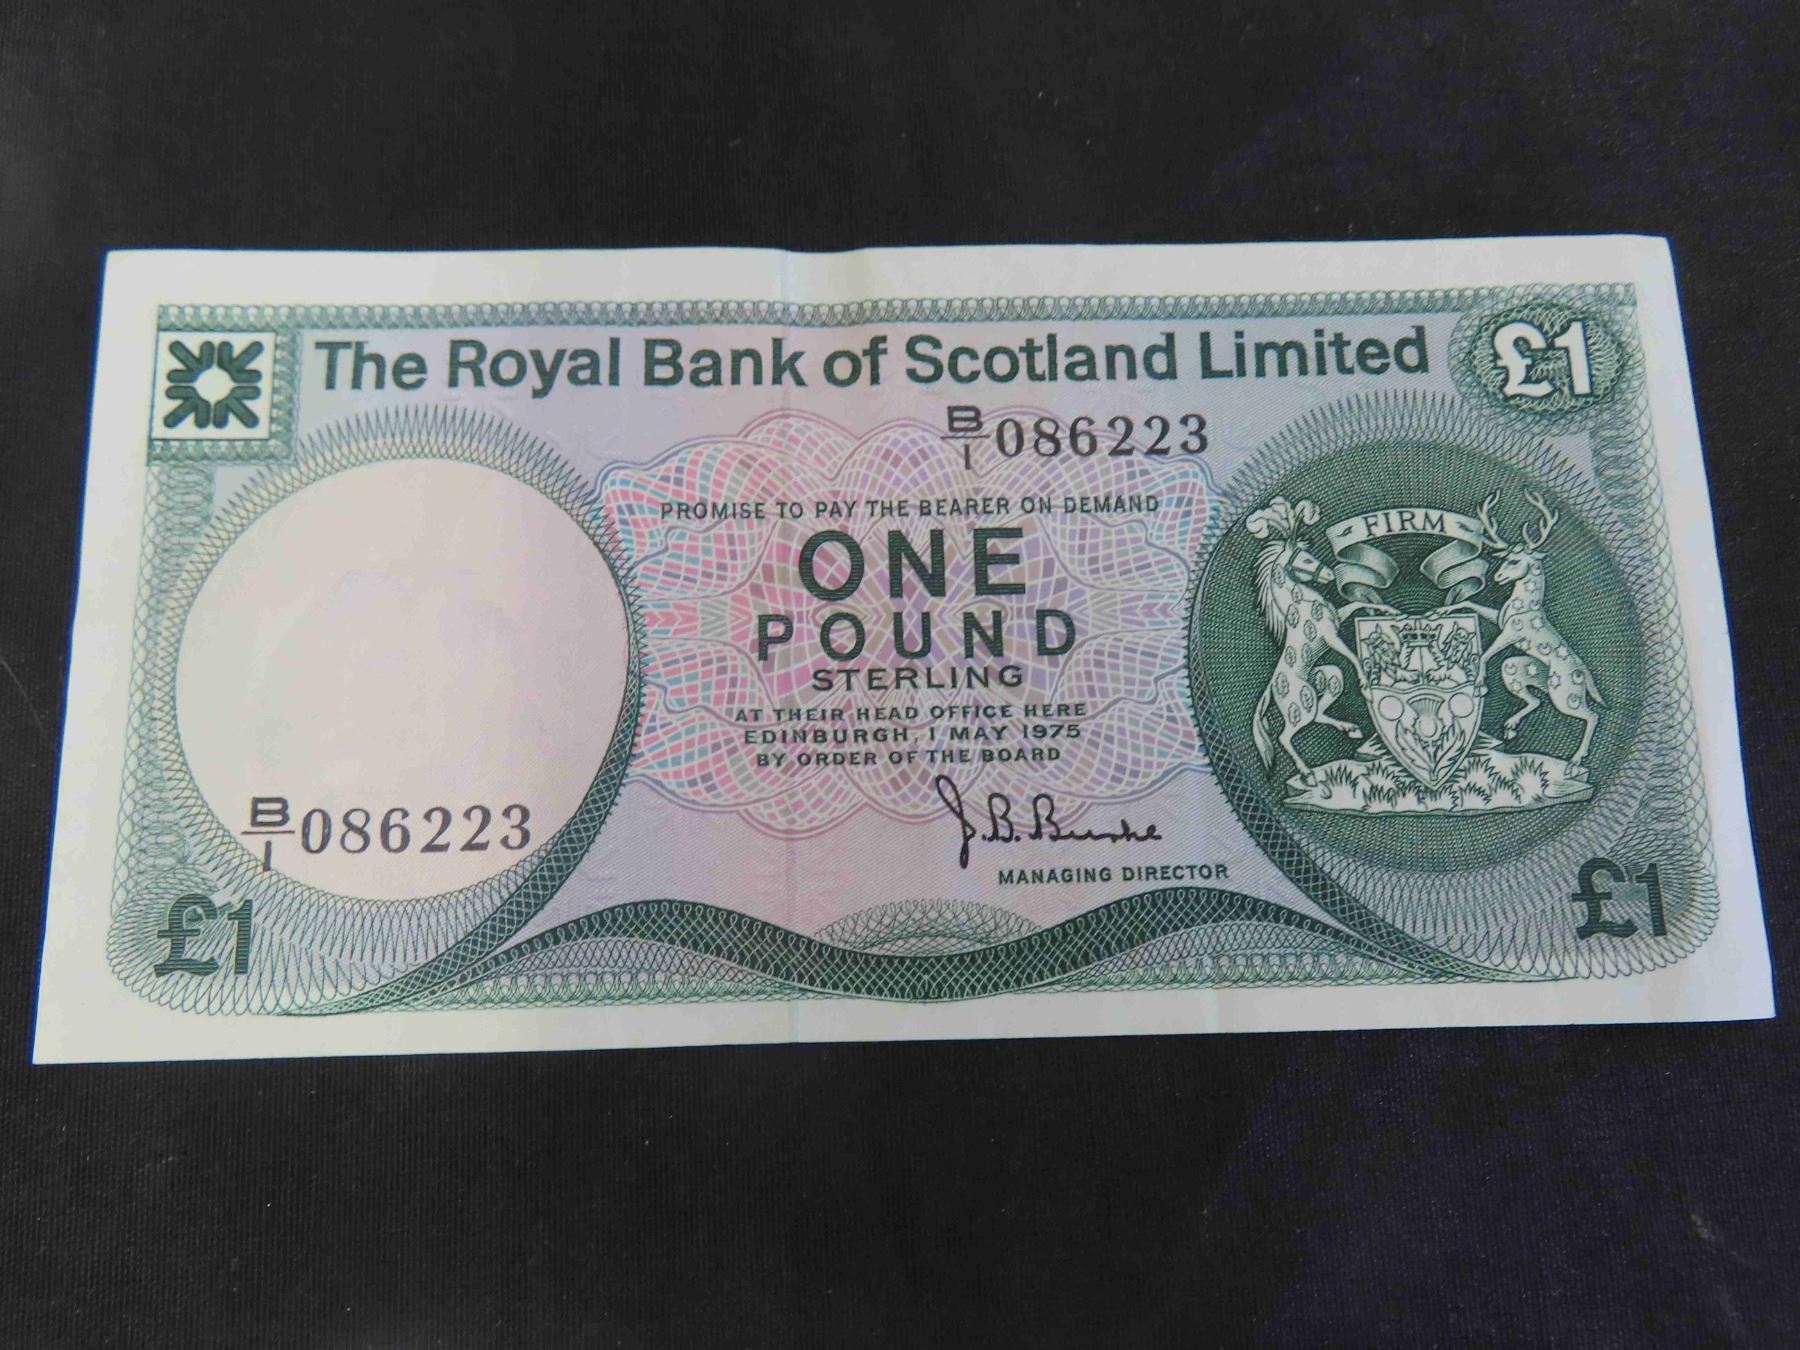 The Royal Bank of Scotland Limited
£1
B/1 086223
PROMISE TO PAY THE BEARER ON DEMAND
ONE
POUND
STERLING
AT THEIR HEAD OFFICE HERE
EDINBURGH, 1 MAY 1975
BY ORDER OF THE BOARD
FIRM
B/1 086223
J. B. Burke
MANAGING DIRECTOR
£1
£1